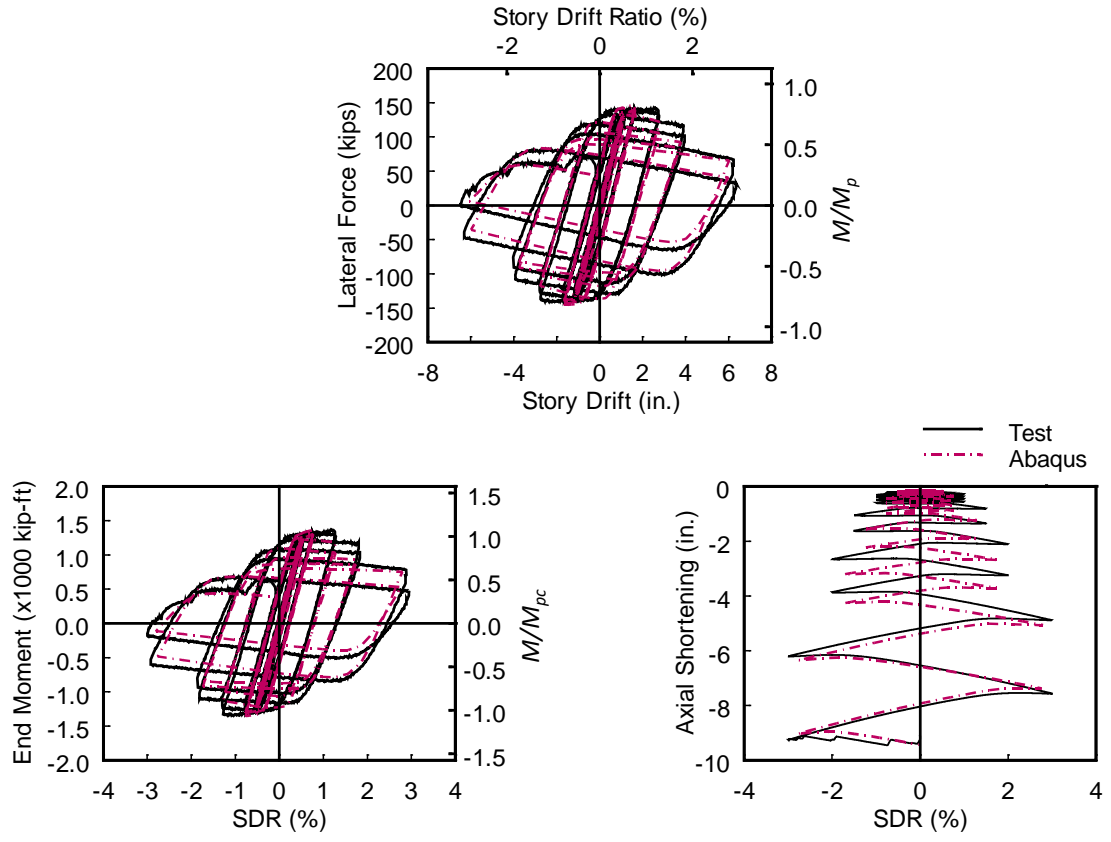 Story Drift Ratio (%)
-2 0 2
200
150
100
50
0
-50
-100
-150
-200
Lateral Force (kips)
1.0
0.5
0.0
-0.5
-1.0
M/Mp
-8 -4 0 2 4 6 8
Story Drift (in.)
Test
Abaqus
2.0
1.5
1.0
0.5
0.0
-0.5
-1.0
-1.5
-2.0
End Moment (x1000 kip-ft)
1.5
1.0
0.5
0.0
-0.5
-1.0
-1.5
M/Mpc
-4 -3 -2 -1 0 1 2 3 4
SDR (%)
0
-2
-4
-6
-8
-10
Axial Shortening (in.)
-4 -2 0 2 4
SDR (%)